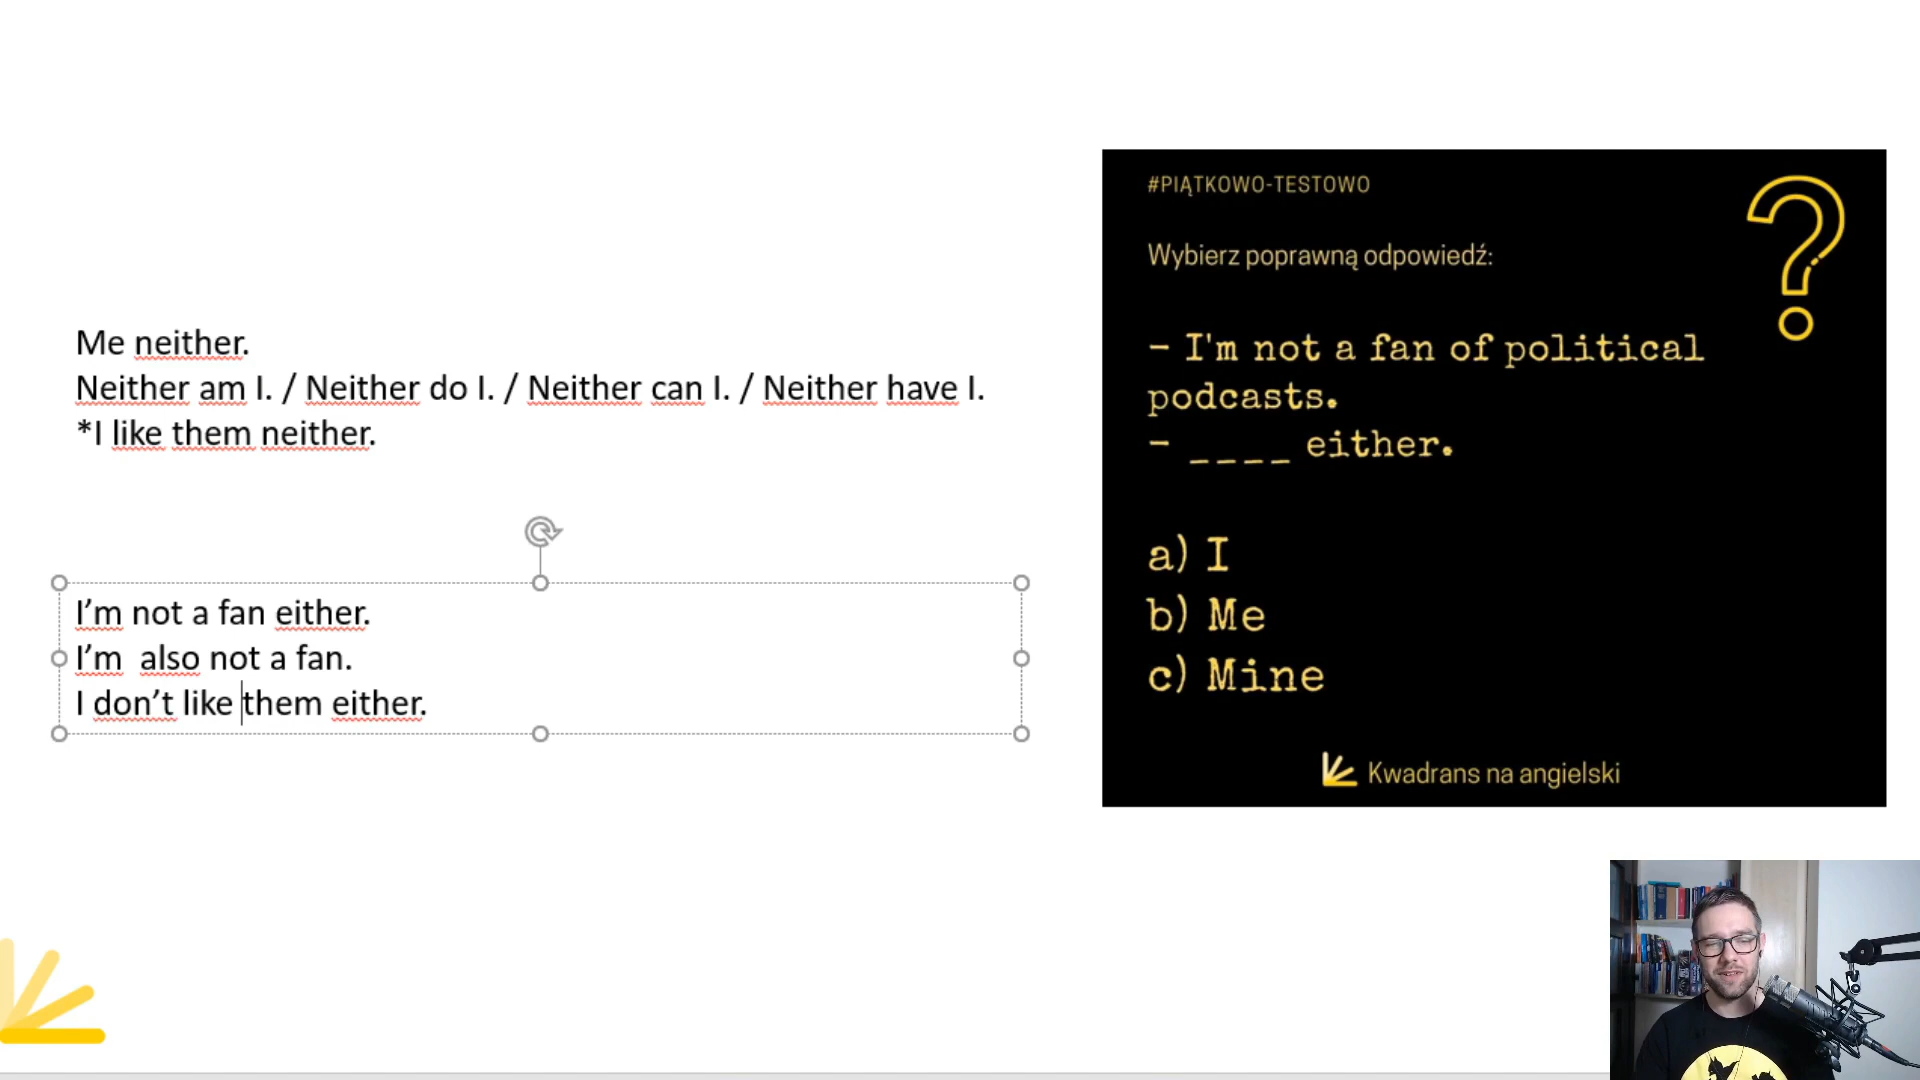 Me neither.
Neither am I. / Neither do I. / Neither can I. / Neither have I.
*I like them neither.
I’m not a fan either.
I’m  also not a fan.
I don’t like them either.
#PIĄTKOWO-TESTOWO
Wybierz poprawną odpowiedź:
- I'm not a fan of political
podcasts.
- ____ either.
a) I
b) Me
c) Mine
Kwadrans na angielski